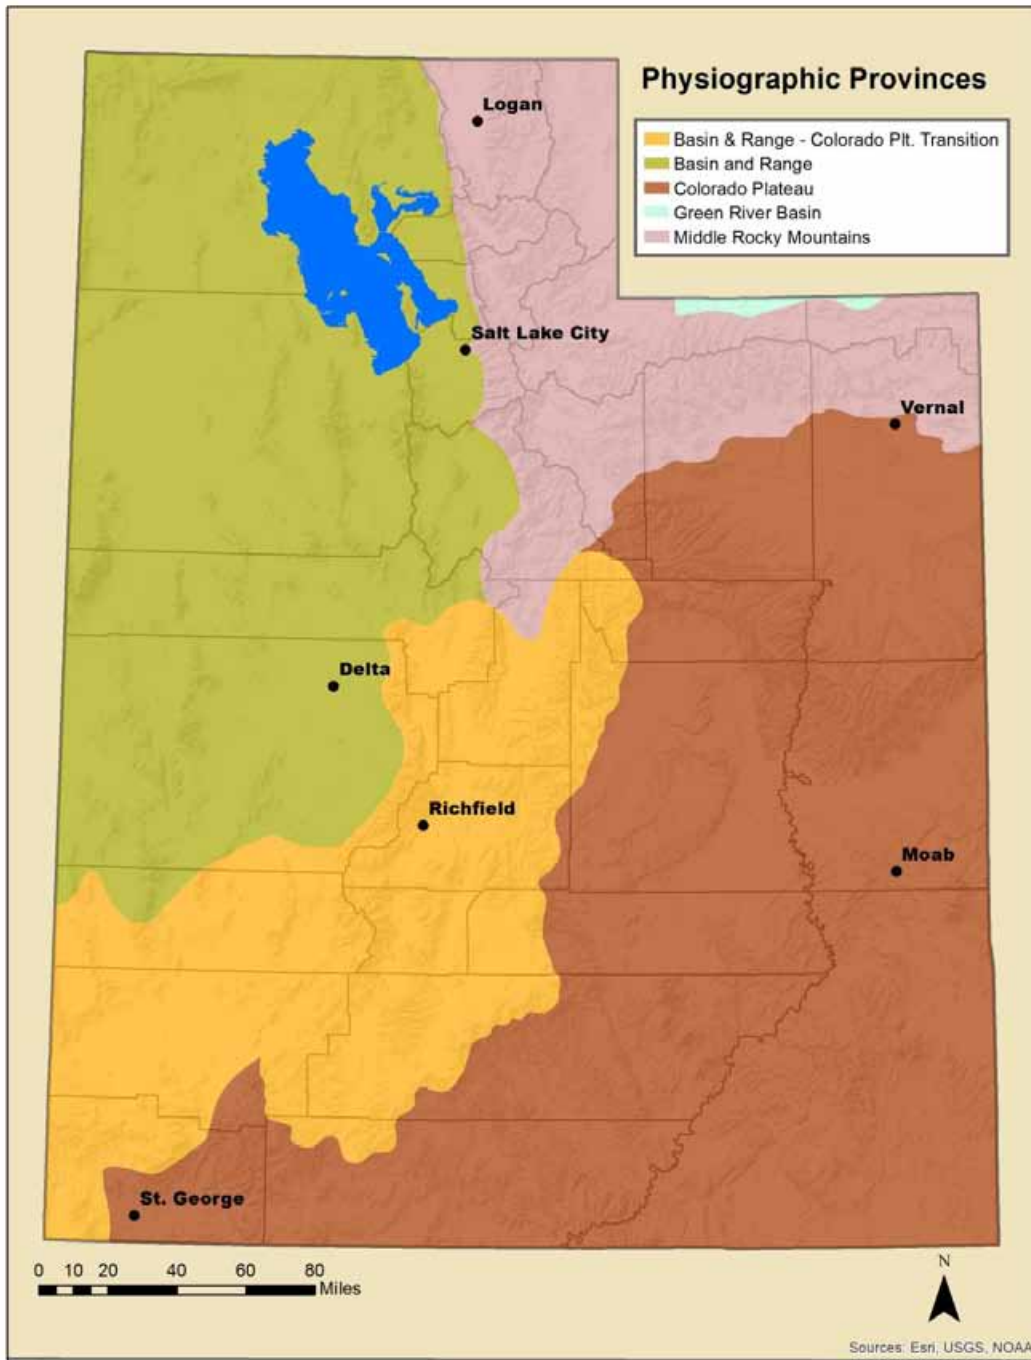 Physiographic Provinces
Basin & Range - Colorado Plt. Transition
Basin and Range
Colorado Plateau
Green River Basin
Middle Rocky Mountains
Logan
Salt Lake City
Vernal
Delta
Richfield
Moab
St. George
0 10 20 40 60 80
Miles
N
Sources: Esri, USGS, NOAA